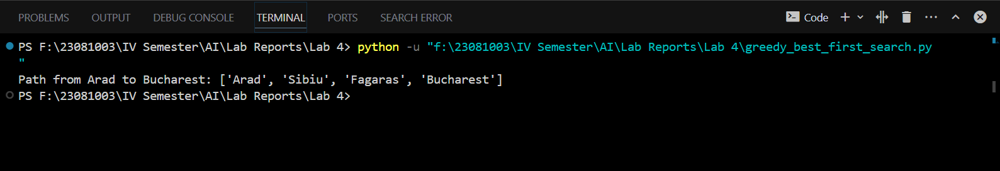 PROBLEMS OUTPUT DEBUG CONSOLE TERMINAL PORTS SEARCH ERROR Code
PS F:\23081003\IV Semester\AI\Lab Reports\Lab 4> python -u "f:\23081003\IV Semester\AI\Lab Reports\Lab 4\greedy_best_first_search.py
"
Path from Arad to Bucharest: ['Arad', 'Sibiu', 'Fagaras', 'Bucharest']
PS F:\23081003\IV Semester\AI\Lab Reports\Lab 4>